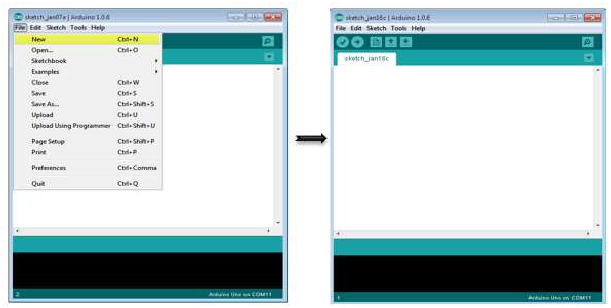 sketch_jan07a | Arduino 1.0.6
File Edit Sketch Tools Help
New Ctrl+N
Open... Ctrl+O
Sketchbook
Examples
Close Ctrl+W
Save Ctrl+S
Save As... Ctrl+Shift+S
Upload Ctrl+U
Upload Using Programmer Ctrl+Shift+U
Page Setup Ctrl+Shift+P
Print Ctrl+P
Preferences Ctrl+Comma
Quit Ctrl+Q
2 Arduino Uno on COM11
sketch_jan16c | Arduino 1.0.6
File Edit Sketch Tools Help
sketch_jan16c
1 Arduino Uno on COM11